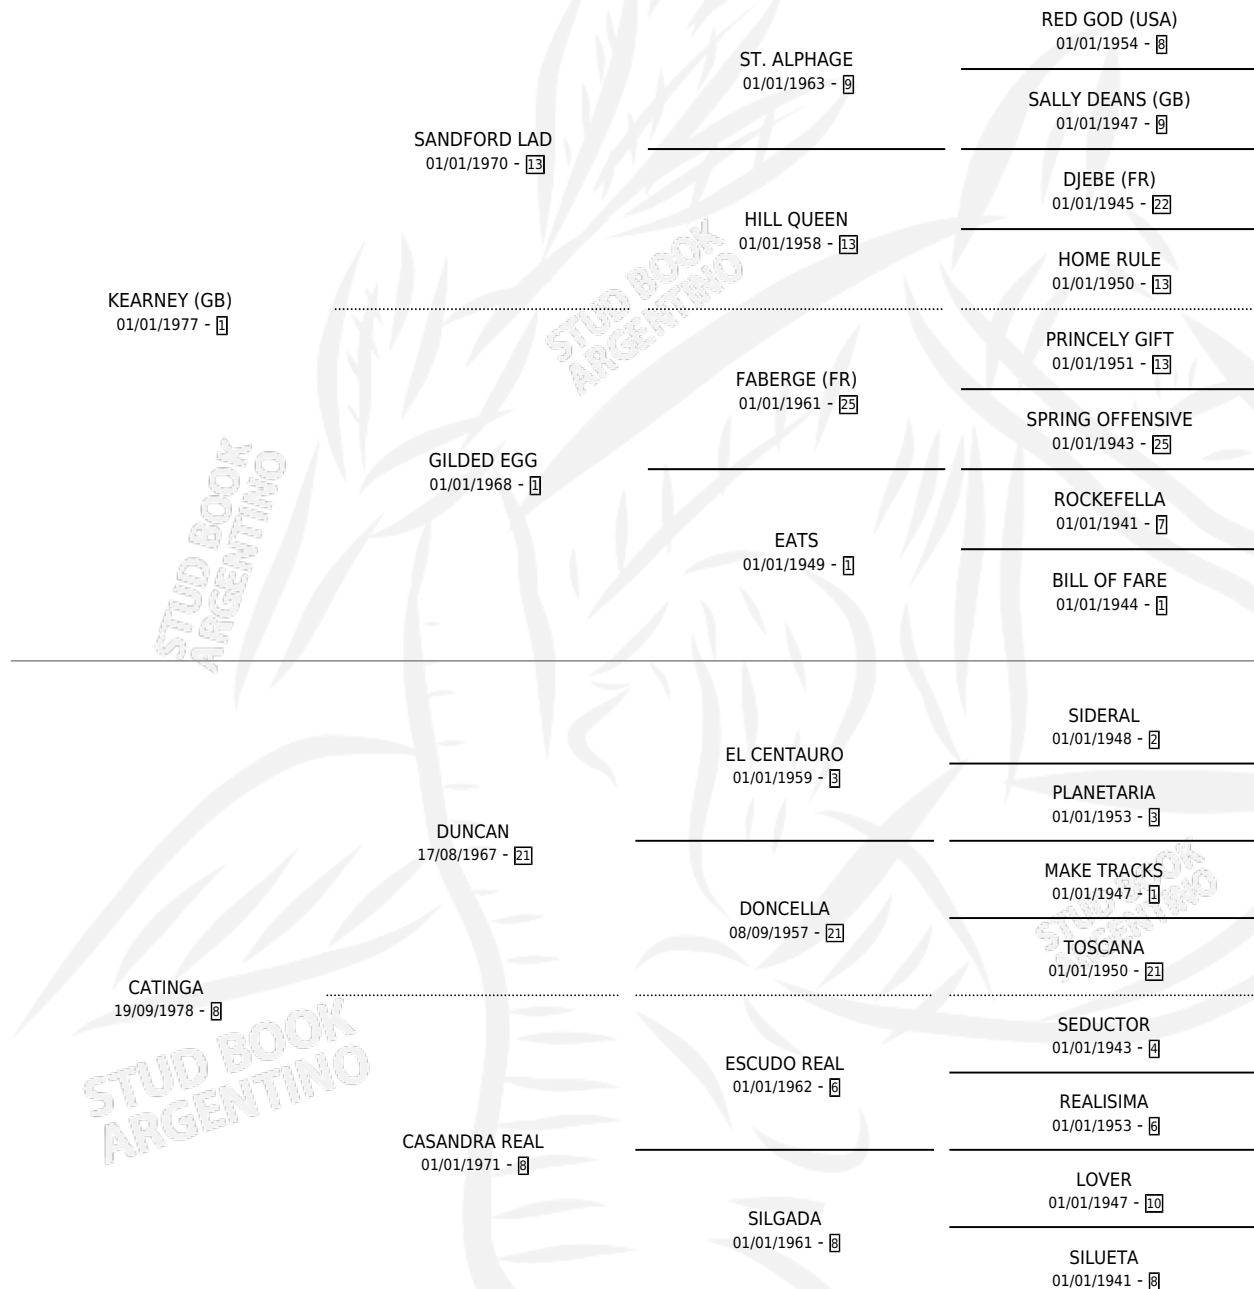 RED GOD (USA)
01/01/1954 - 8
ST. ALPHAGE
01/01/1963 - 9
SALLY DEANS (GB)
01/01/1947 - 9
SANDFORD LAD
01/01/1970 - 13
DJEBE (FR)
01/01/1945 - 22
HILL QUEEN
01/01/1958 - 13
HOME RULE
01/01/1950 - 13
KEARNEY (GB)
01/01/1977 - 1
PRINCELY GIFT
01/01/1951 - 13
FABERGE (FR)
01/01/1961 - 25
SPRING OFFENSIVE
01/01/1943 - 25
GILDED EGG
01/01/1968 - 1
ROCKEFELLA
01/01/1941 - 7
EATS
01/01/1949 - 1
BILL OF FARE
01/01/1944 - 1
SIDERAL
01/01/1948 - 2
EL CENTAURO
01/01/1959 - 3
PLANETARIA
01/01/1953 - 3
DUNCAN
17/08/1967 - 21
MAKE TRACKS
01/01/1947 - 1
DONCELLA
08/09/1957 - 21
TOSCANA
01/01/1950 - 21
CATINGA
19/09/1978 - 8
SEDUCTOR
01/01/1943 - 4
ESCUDO REAL
01/01/1962 - 6
REALISIMA
01/01/1953 - 6
CASANDRA REAL
01/01/1971 - 8
LOVER
01/01/1947 - 10
SILGADA
01/01/1961 - 8
SILUETA
01/01/1941 - 8
STUD BOOK
ARGENTINO
STUD BOOK
ARGENTINO
STUD BOOK
ARGENTINO
STUD BOOK
ARGENTINO